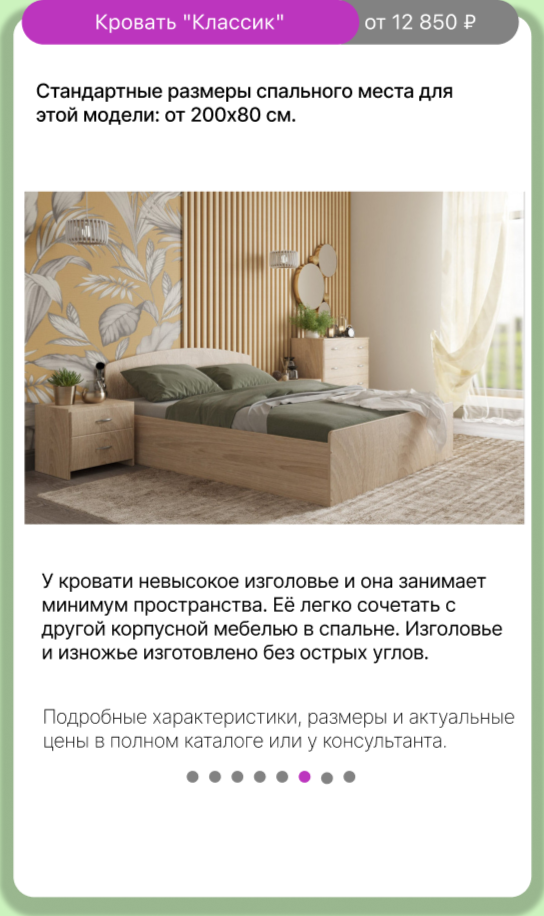 Кровать "Классик" от 12 850 ₽
Стандартные размеры спального места для
этой модели: от 200х80 см.
У кровати невысокое изголовье и она занимает
минимум пространства. Её легко сочетать с
другой корпусной мебелью в спальне. Изголовье
и изножье изготовлено без острых углов.
Подробные характеристики, размеры и актуальные
цены в полном каталоге или у консультанта.